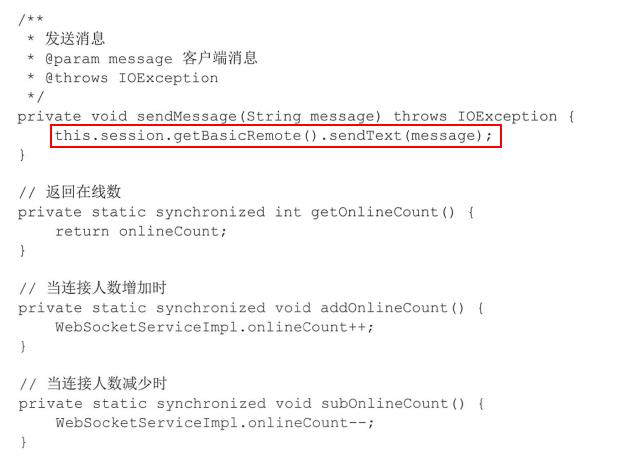 /**
 * 发送消息
 * @param message 客户端消息
 * @throws IOException
 */
private void sendMessage(String message) throws IOException {
    this.session.getBasicRemote().sendText(message);
}

// 返回在线数
private static synchronized int getOnlineCount() {
    return onlineCount;
}

// 当连接人数增加时
private static synchronized void addOnlineCount() {
    WebSocketServiceImpl.onlineCount++;
}

// 当连接人数减少时
private static synchronized void subOnlineCount() {
    WebSocketServiceImpl.onlineCount--;
}